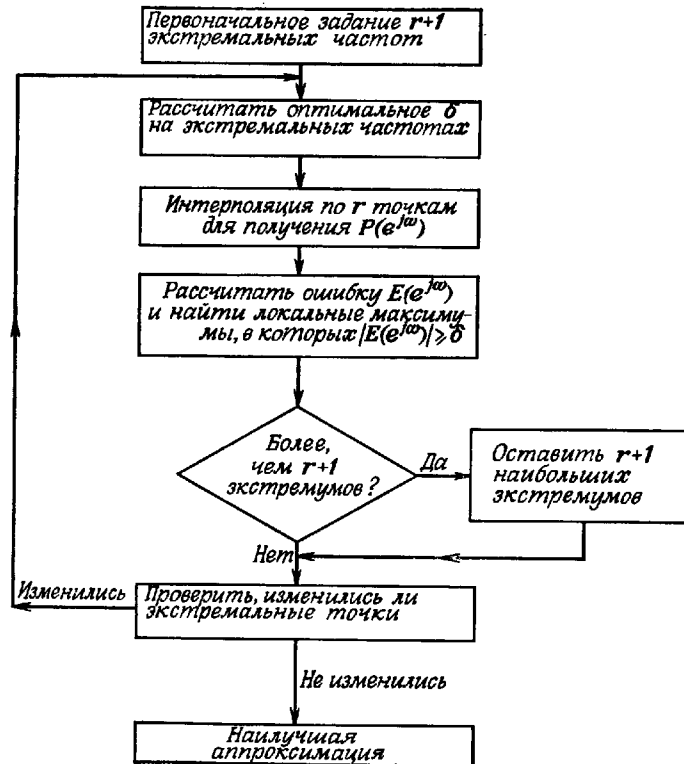 Первоначальное задание r+1
экстремальных частот
Рассчитать оптимальное δ
на экстремальных частотах
Интерполяция по r точкам
для получения P(e^{jω})
Рассчитать ошибку E(e^{jω})
и найти локальные максиму-
мы, в которых |E(e^{jω})|⩾δ
Более,
чем r+1
экстремумов?
Да
Оставить r+1
наибольших
экстремумов
Нет
Изменились
Проверить, изменились ли
экстремальные точки
Не изменились
Наилучшая
аппроксимация